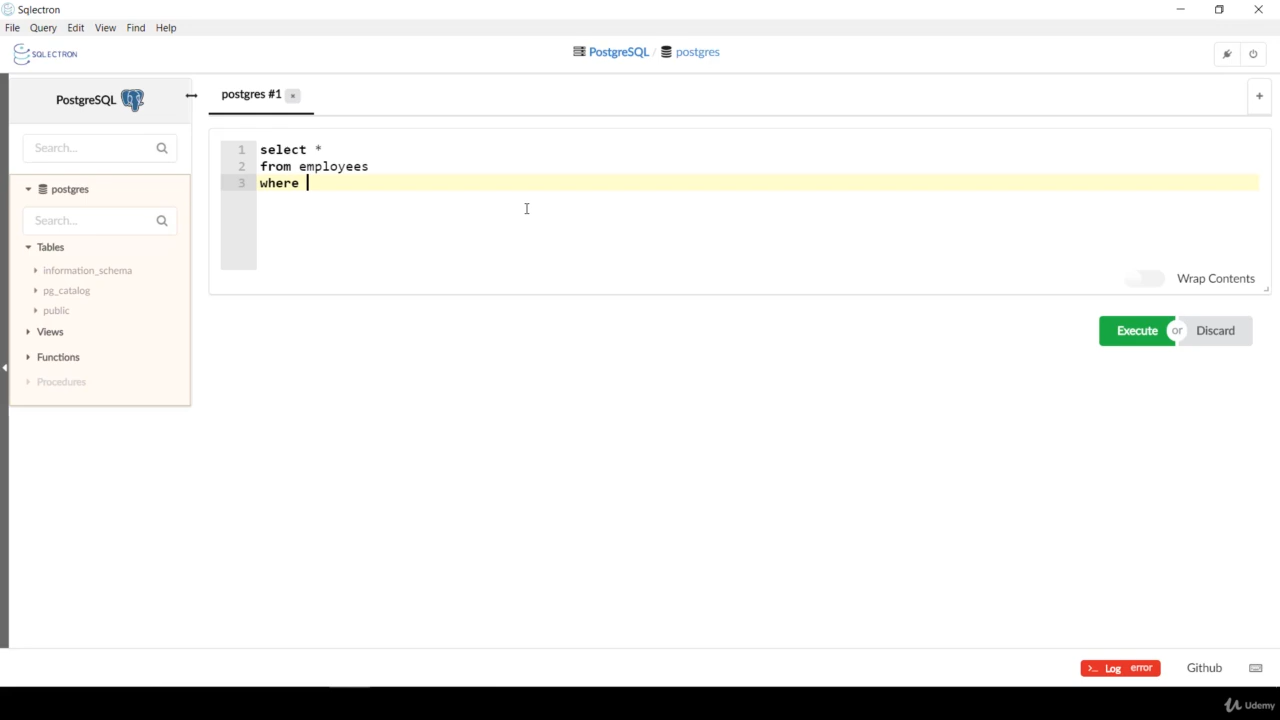 Sqlectron
File Query Edit View Find Help
SQLECTRON
PostgreSQL / postgres
PostgreSQL
postgres #1
+
Search...
1 select *
2 from employees
3 where
postgres
Search...
Tables
information_schema
pg_catalog
public
Views
Functions
Procedures
Wrap Contents
Execute or Discard
>_ Log error
Github
Udemy